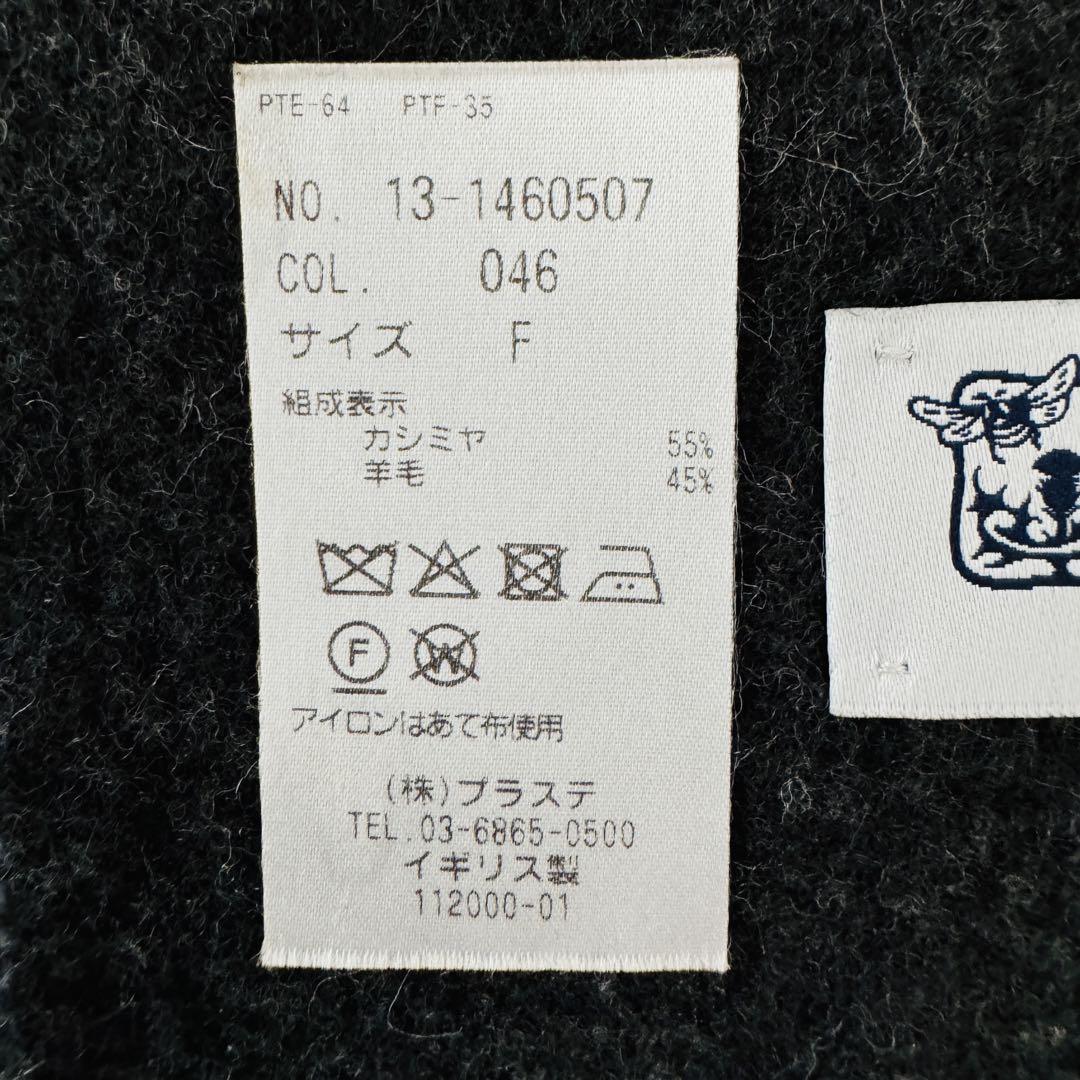 PTE-64 PTF-35
NO. 13-1460507
COL. 046
サイズ F
組成表示
カシミヤ 55%
羊毛 45%
F
W
アイロンはあて布使用
(株)プラステ
TEL.03-6865-0500
イギリス製
112000-01